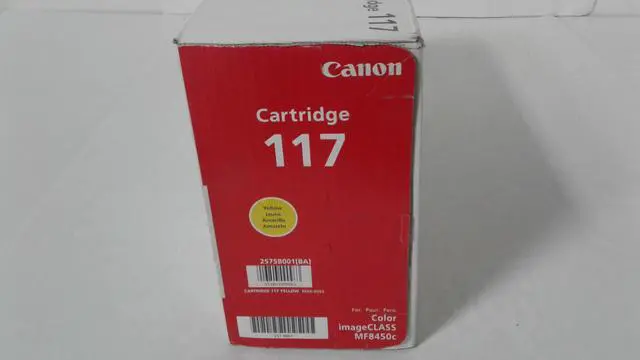 117
Canon
Cartridge
117
Yellow
Jaune
Amarillo
Amarelo
2575B001[BA]
CARTRIDGE 117 YELLOW
For. Pour. Para.
Color
imageCLASS
MF8450c